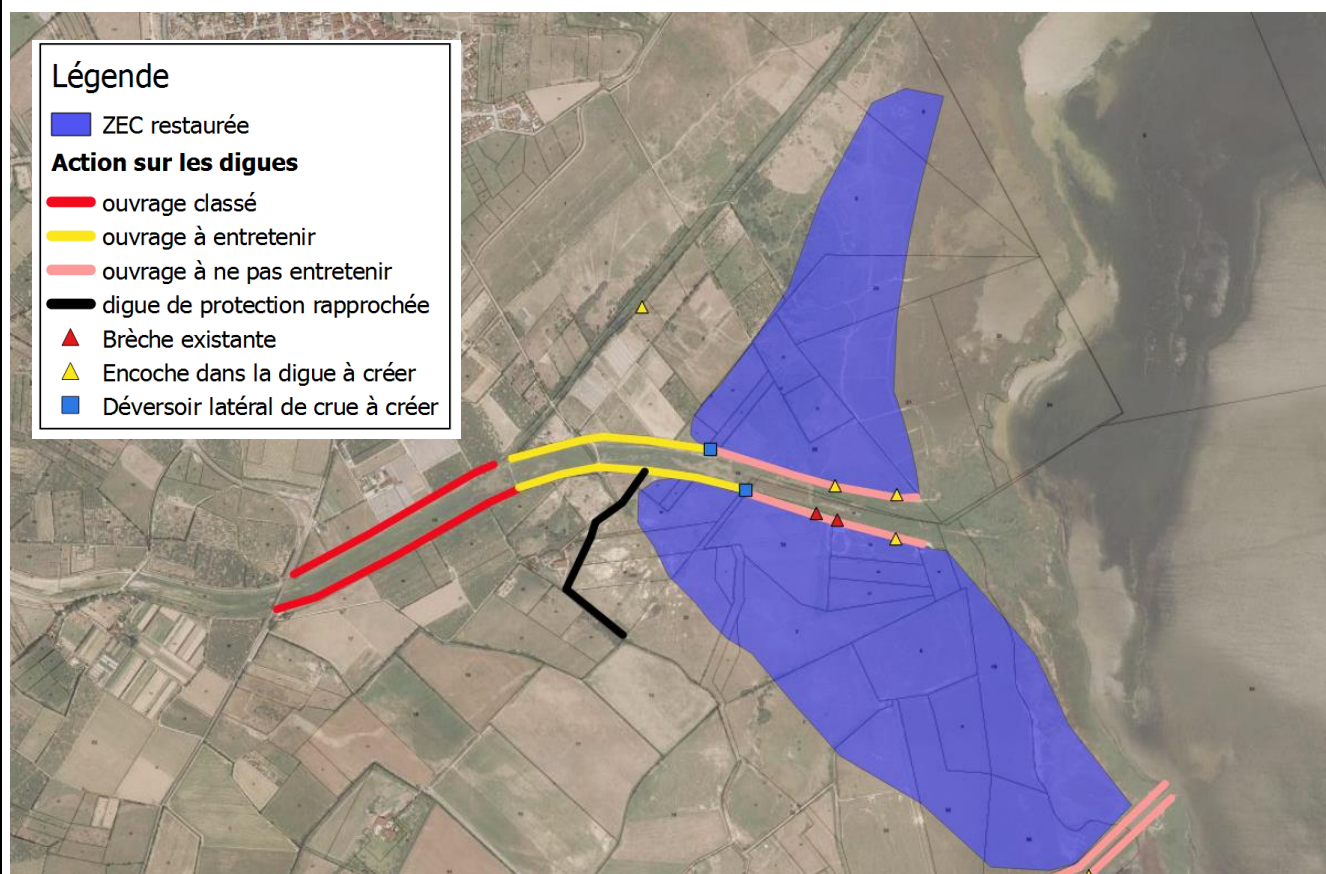 Légende
ZEC restaurée
Action sur les digues
ouvrage classé
ouvrage à entretenir
ouvrage à ne pas entretenir
digue de protection rapprochée
Brèche existante
Encoche dans la digue à créer
Déversoir latéral de crue à créer